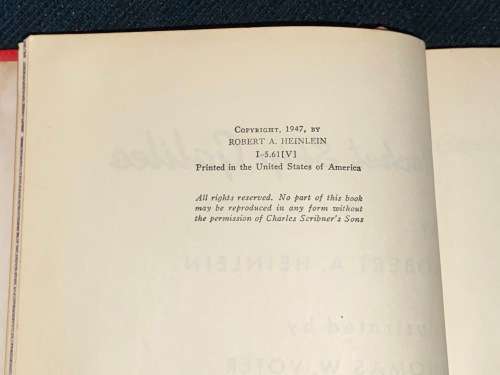 COPYRIGHT, 1947, BY
ROBERT A. HEINLEIN
I-5.61[V]
Printed in the United States of America
All rights reserved. No part of this book
may be reproduced in any form without
the permission of Charles Scribner's Sons